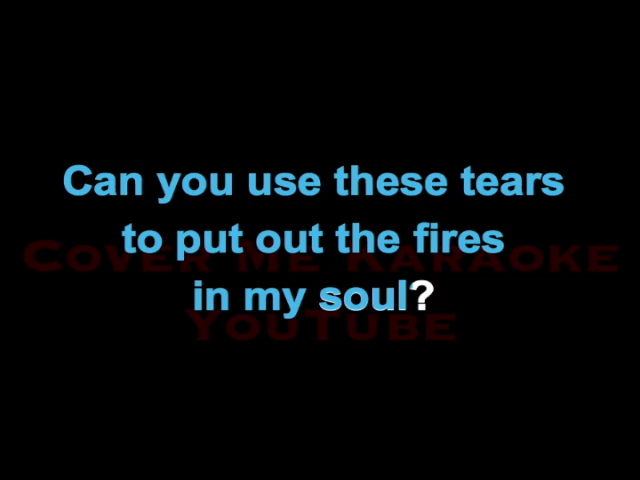 Can you use these tears
to put out the fires
Cover Me Karaoke
in my soul?
YouTube